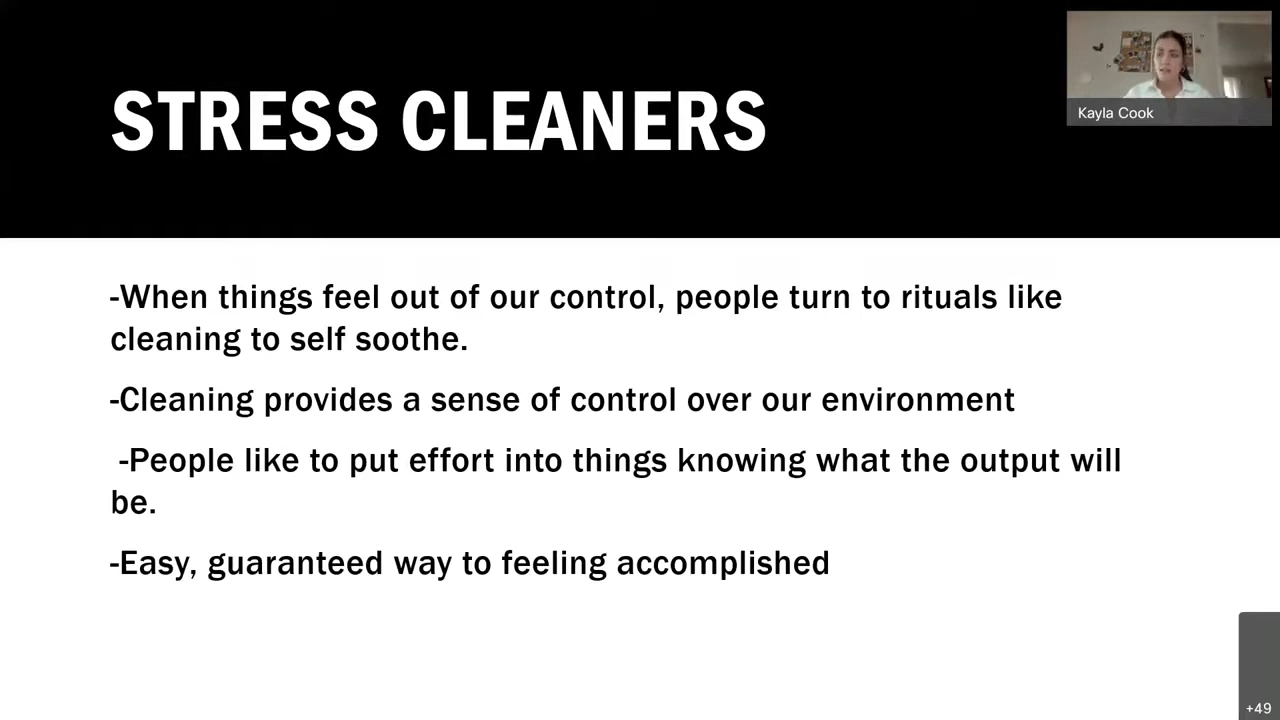 STRESS CLEANERS
Kayla Cook
-When things feel out of our control, people turn to rituals like
cleaning to self soothe.
-Cleaning provides a sense of control over our environment
-People like to put effort into things knowing what the output will
be.
-Easy, guaranteed way to feeling accomplished
+49